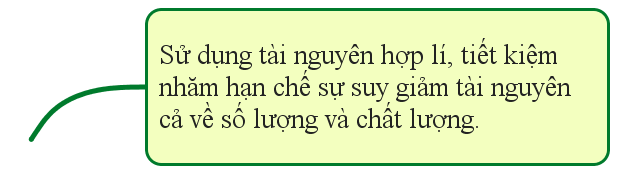 Sử dụng tài nguyên hợp lí, tiết kiệm
nhăm hạn chế sự suy giảm tài nguyên
cả về số lượng và chất lượng.